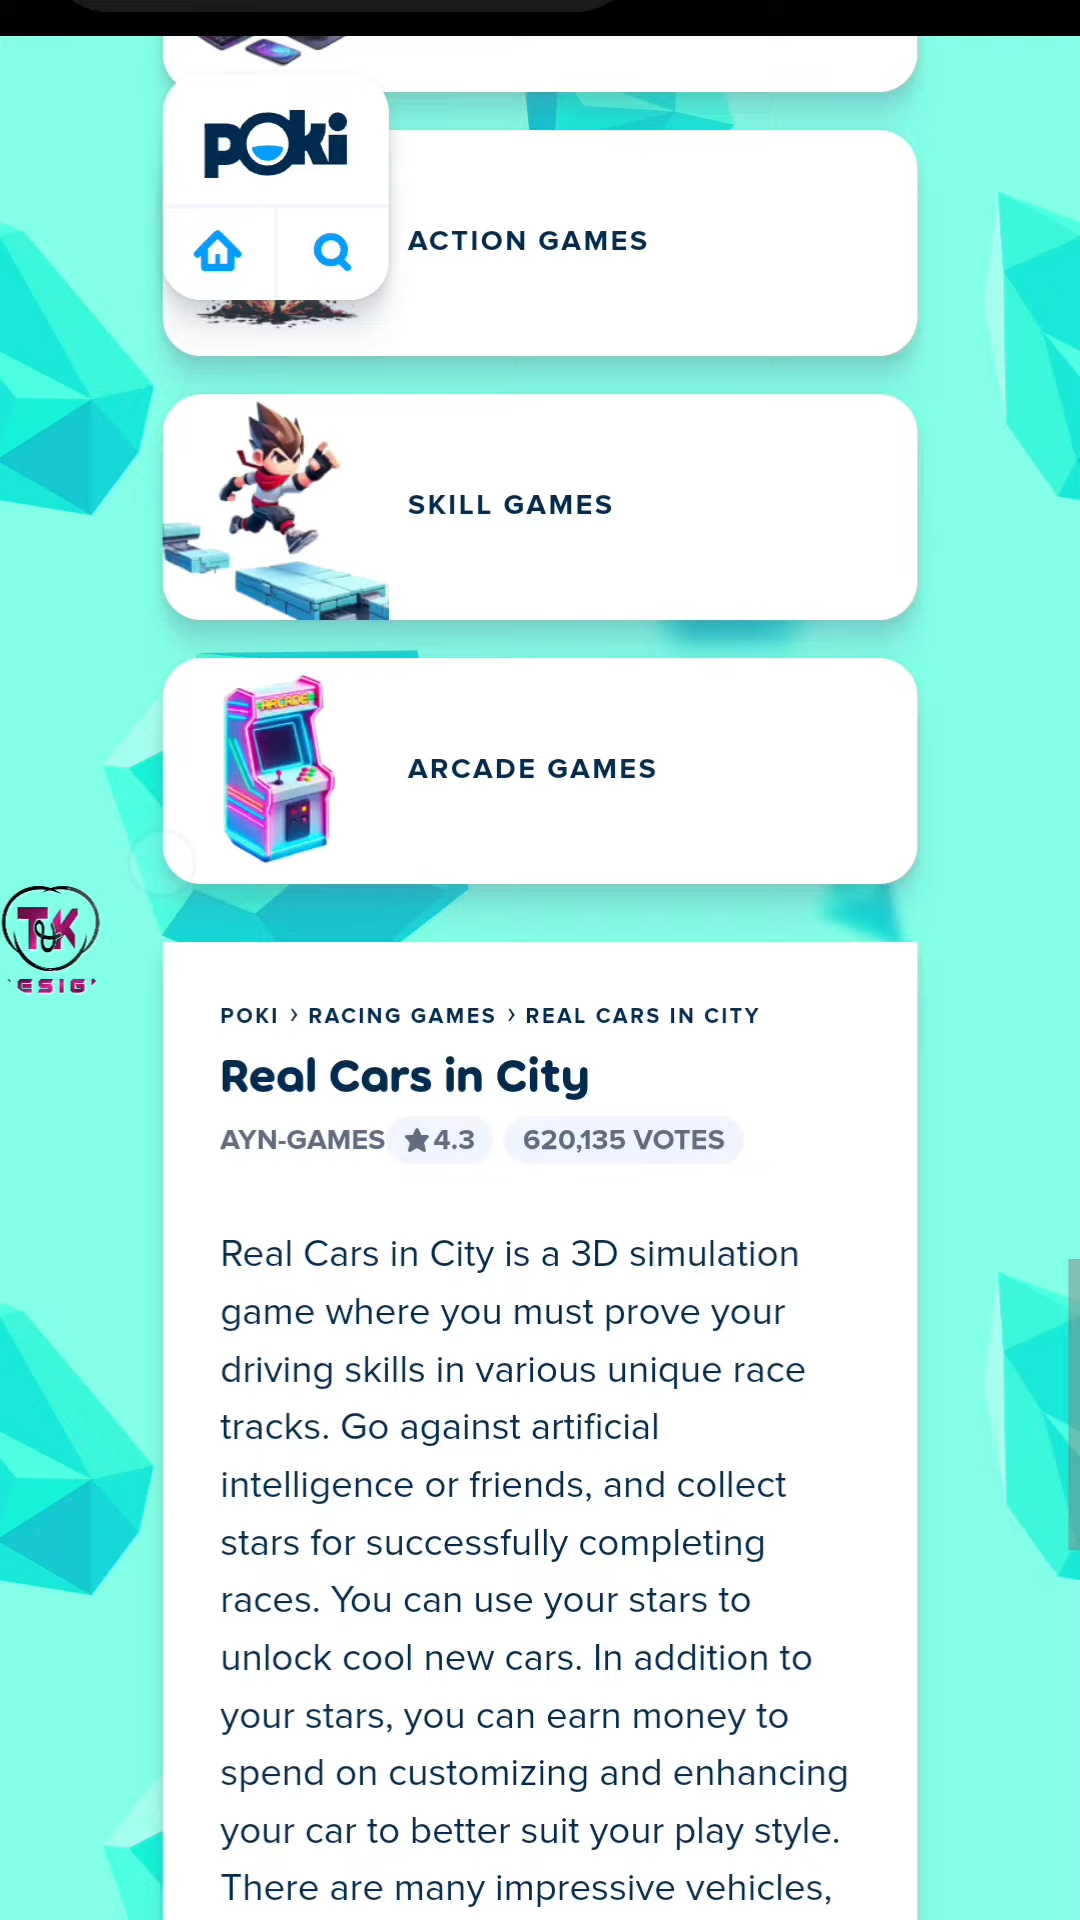 poki
ACTION GAMES
SKILL GAMES
ARCADE
ARCADE GAMES
POKI › RACING GAMES › REAL CARS IN CITY
Real Cars in City
AYN-GAMES ★ 4.3 620,135 VOTES
Real Cars in City is a 3D simulation
game where you must prove your
driving skills in various unique race
tracks. Go against artificial
intelligence or friends, and collect
stars for successfully completing
races. You can use your stars to
unlock cool new cars. In addition to
your stars, you can earn money to
spend on customizing and enhancing
your car to better suit your play style.
There are many impressive vehicles,